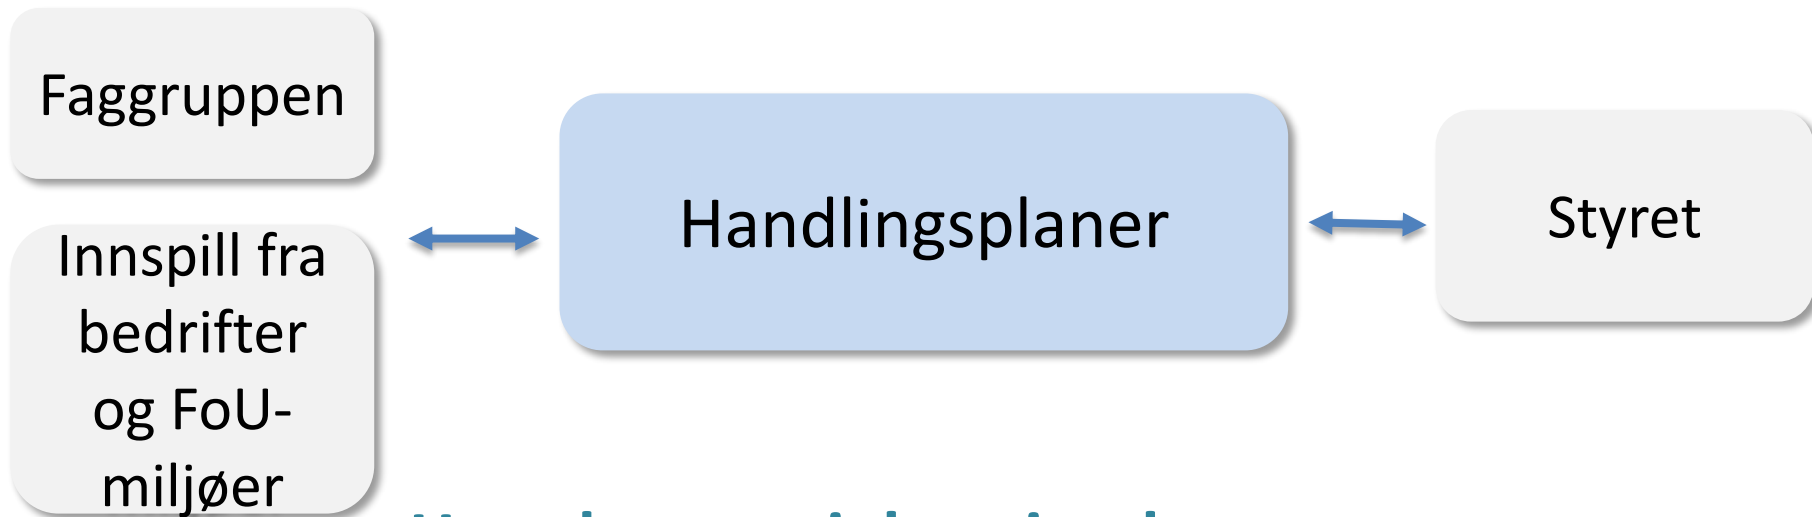 Faggruppen
Innspill fra
bedrifter
og FoU-
miljøer
Handlingsplaner
Styret